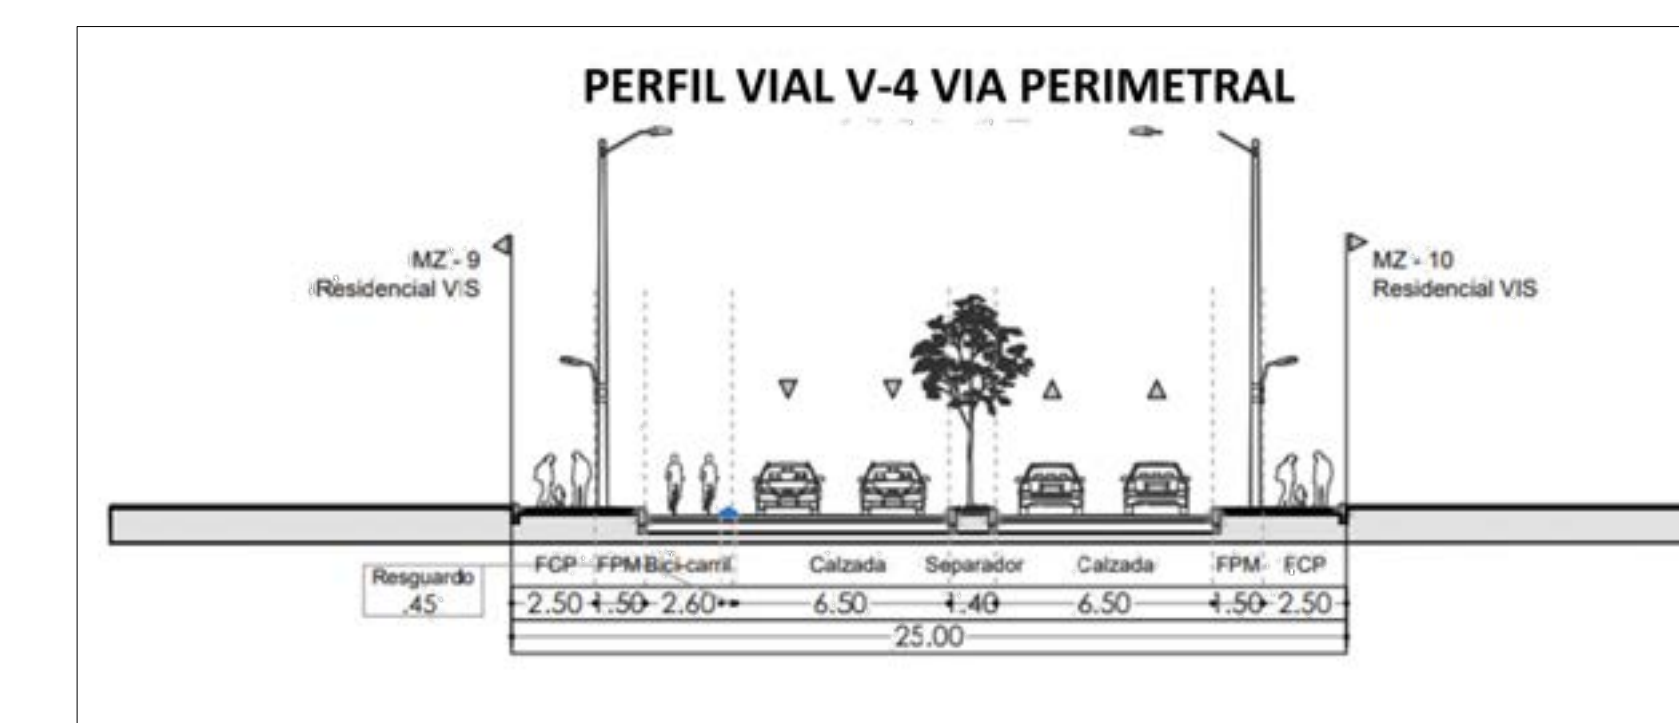 PERFIL VIAL V-4 VIA PERIMETRAL
MZ - 9
Residencial VIS
MZ - 10
Residencial VIS
FCP FPM Bici-carril Calzada Separador Calzada FPM FCP
Resguardo
.45
2.50 1.50 2.60 6.50 1.40 6.50 1.50 2.50
25.00